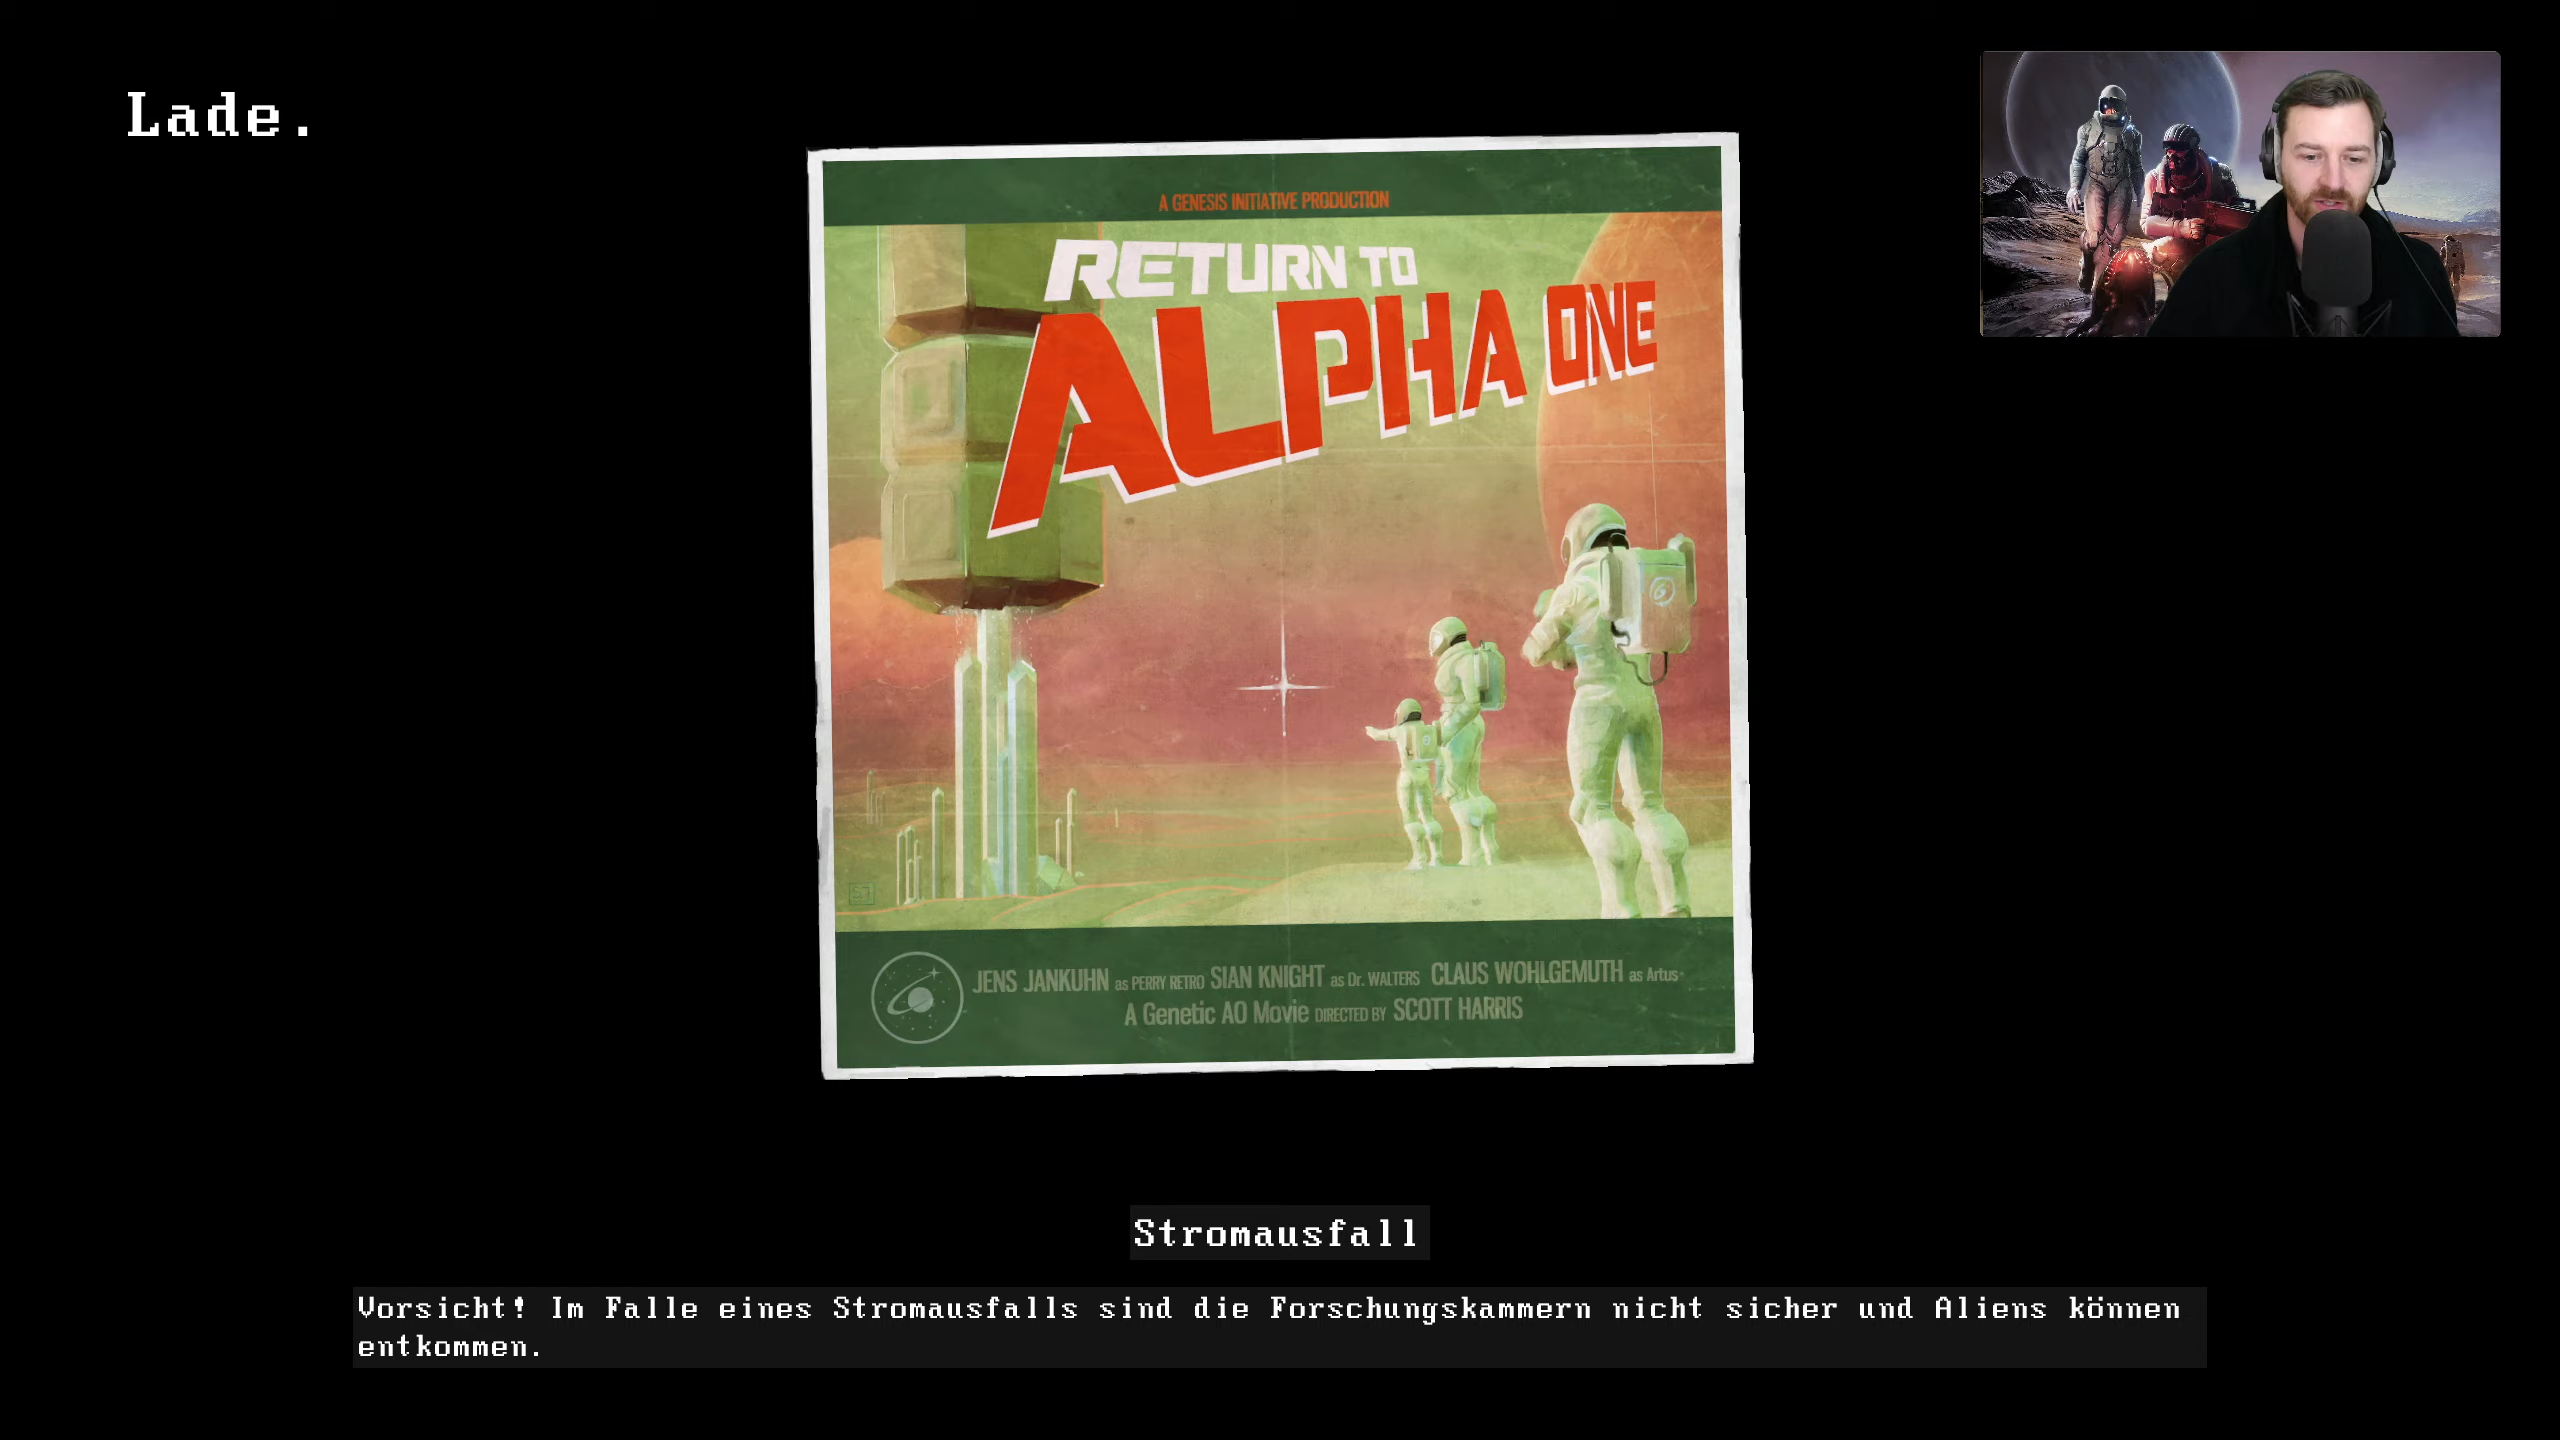 Lade.
A GENESIS INITIATIVE PRODUCTION
RETURN TO
ALPHA ONE
JENS JANKUHN as PERRY RETRO SIAN KNIGHT as Dr. WALTERS CLAUS WOHLGEMUTH as Artus
A Genetic AO Movie DIRECTED BY SCOTT HARRIS
Stromausfall
Vorsicht! Im Falle eines Stromausfalls sind die Forschungskammern nicht sicher und Aliens können
entkommen.